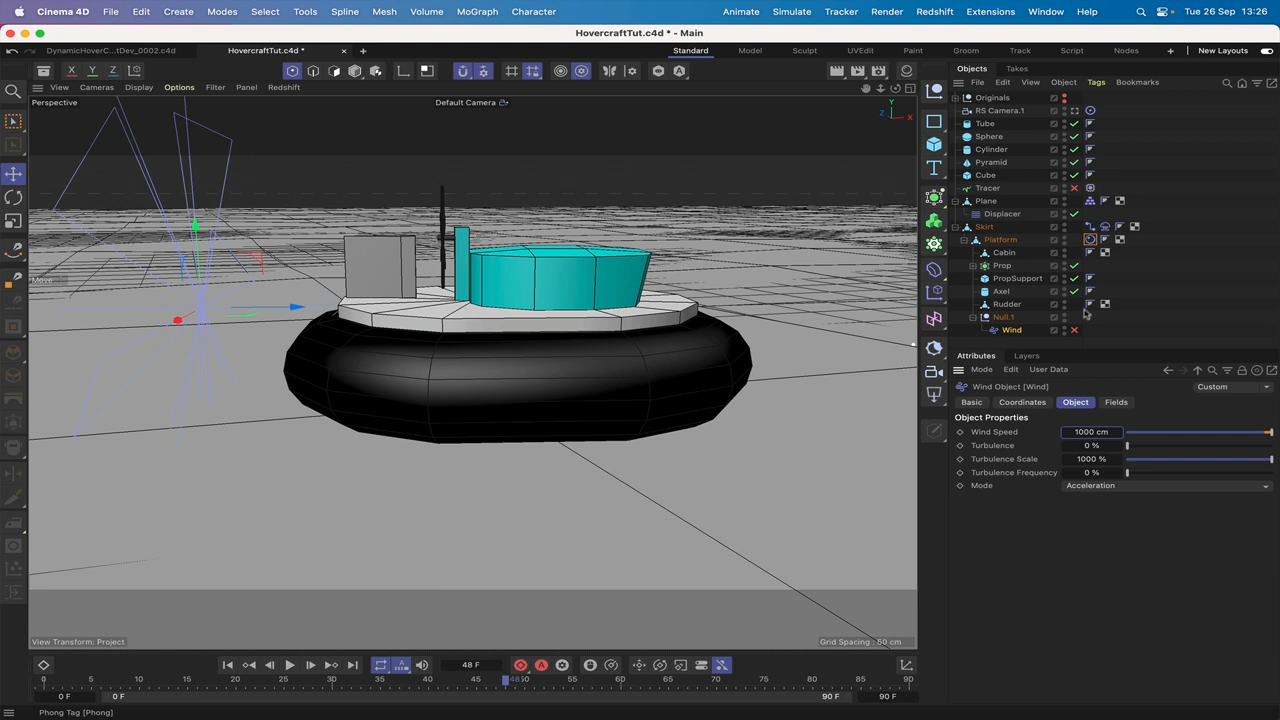 Cinema 4D File Edit Create Modes Select Tools Spline Mesh Volume MoGraph Character Animate Simulate Tracker Render Redshift Extensions Window Help Tue 26 Sep 13:26
HovercraftTut.c4d * - Main
DynamicHoverC...tDev_0002.c4d HovercraftTut.c4d * Standard Model Sculpt UVEdit Paint Groom Track Script Nodes New Layouts
X Y Z
View Cameras Display Options Filter Panel Redshift
Perspective Default Camera
Y
Z X
Move
View Transform: Project Grid Spacing : 50 cm
Objects Takes
File Edit View Object Tags Bookmarks
Originals
RS Camera.1
Tube
Sphere
Cylinder
Pyramid
Cube
Tracer
Plane
Displacer
Skirt
Platform
Cabin
Prop
PropSupport
Axel
Rudder
Null.1
Wind
Attributes Layers
Mode Edit User Data
Wind Object [Wind] Custom
Basic Coordinates Object Fields
Object Properties
Wind Speed 1000 cm
Turbulence 0 %
Turbulence Scale 1000 %
Turbulence Frequency 0 %
Mode Acceleration
48 F
0 5 10 15 20 25 30 35 40 45 48 50 55 60 65 70 75 80 85 90
0 F 0 F 90 F 90 F
Phong Tag [Phong]